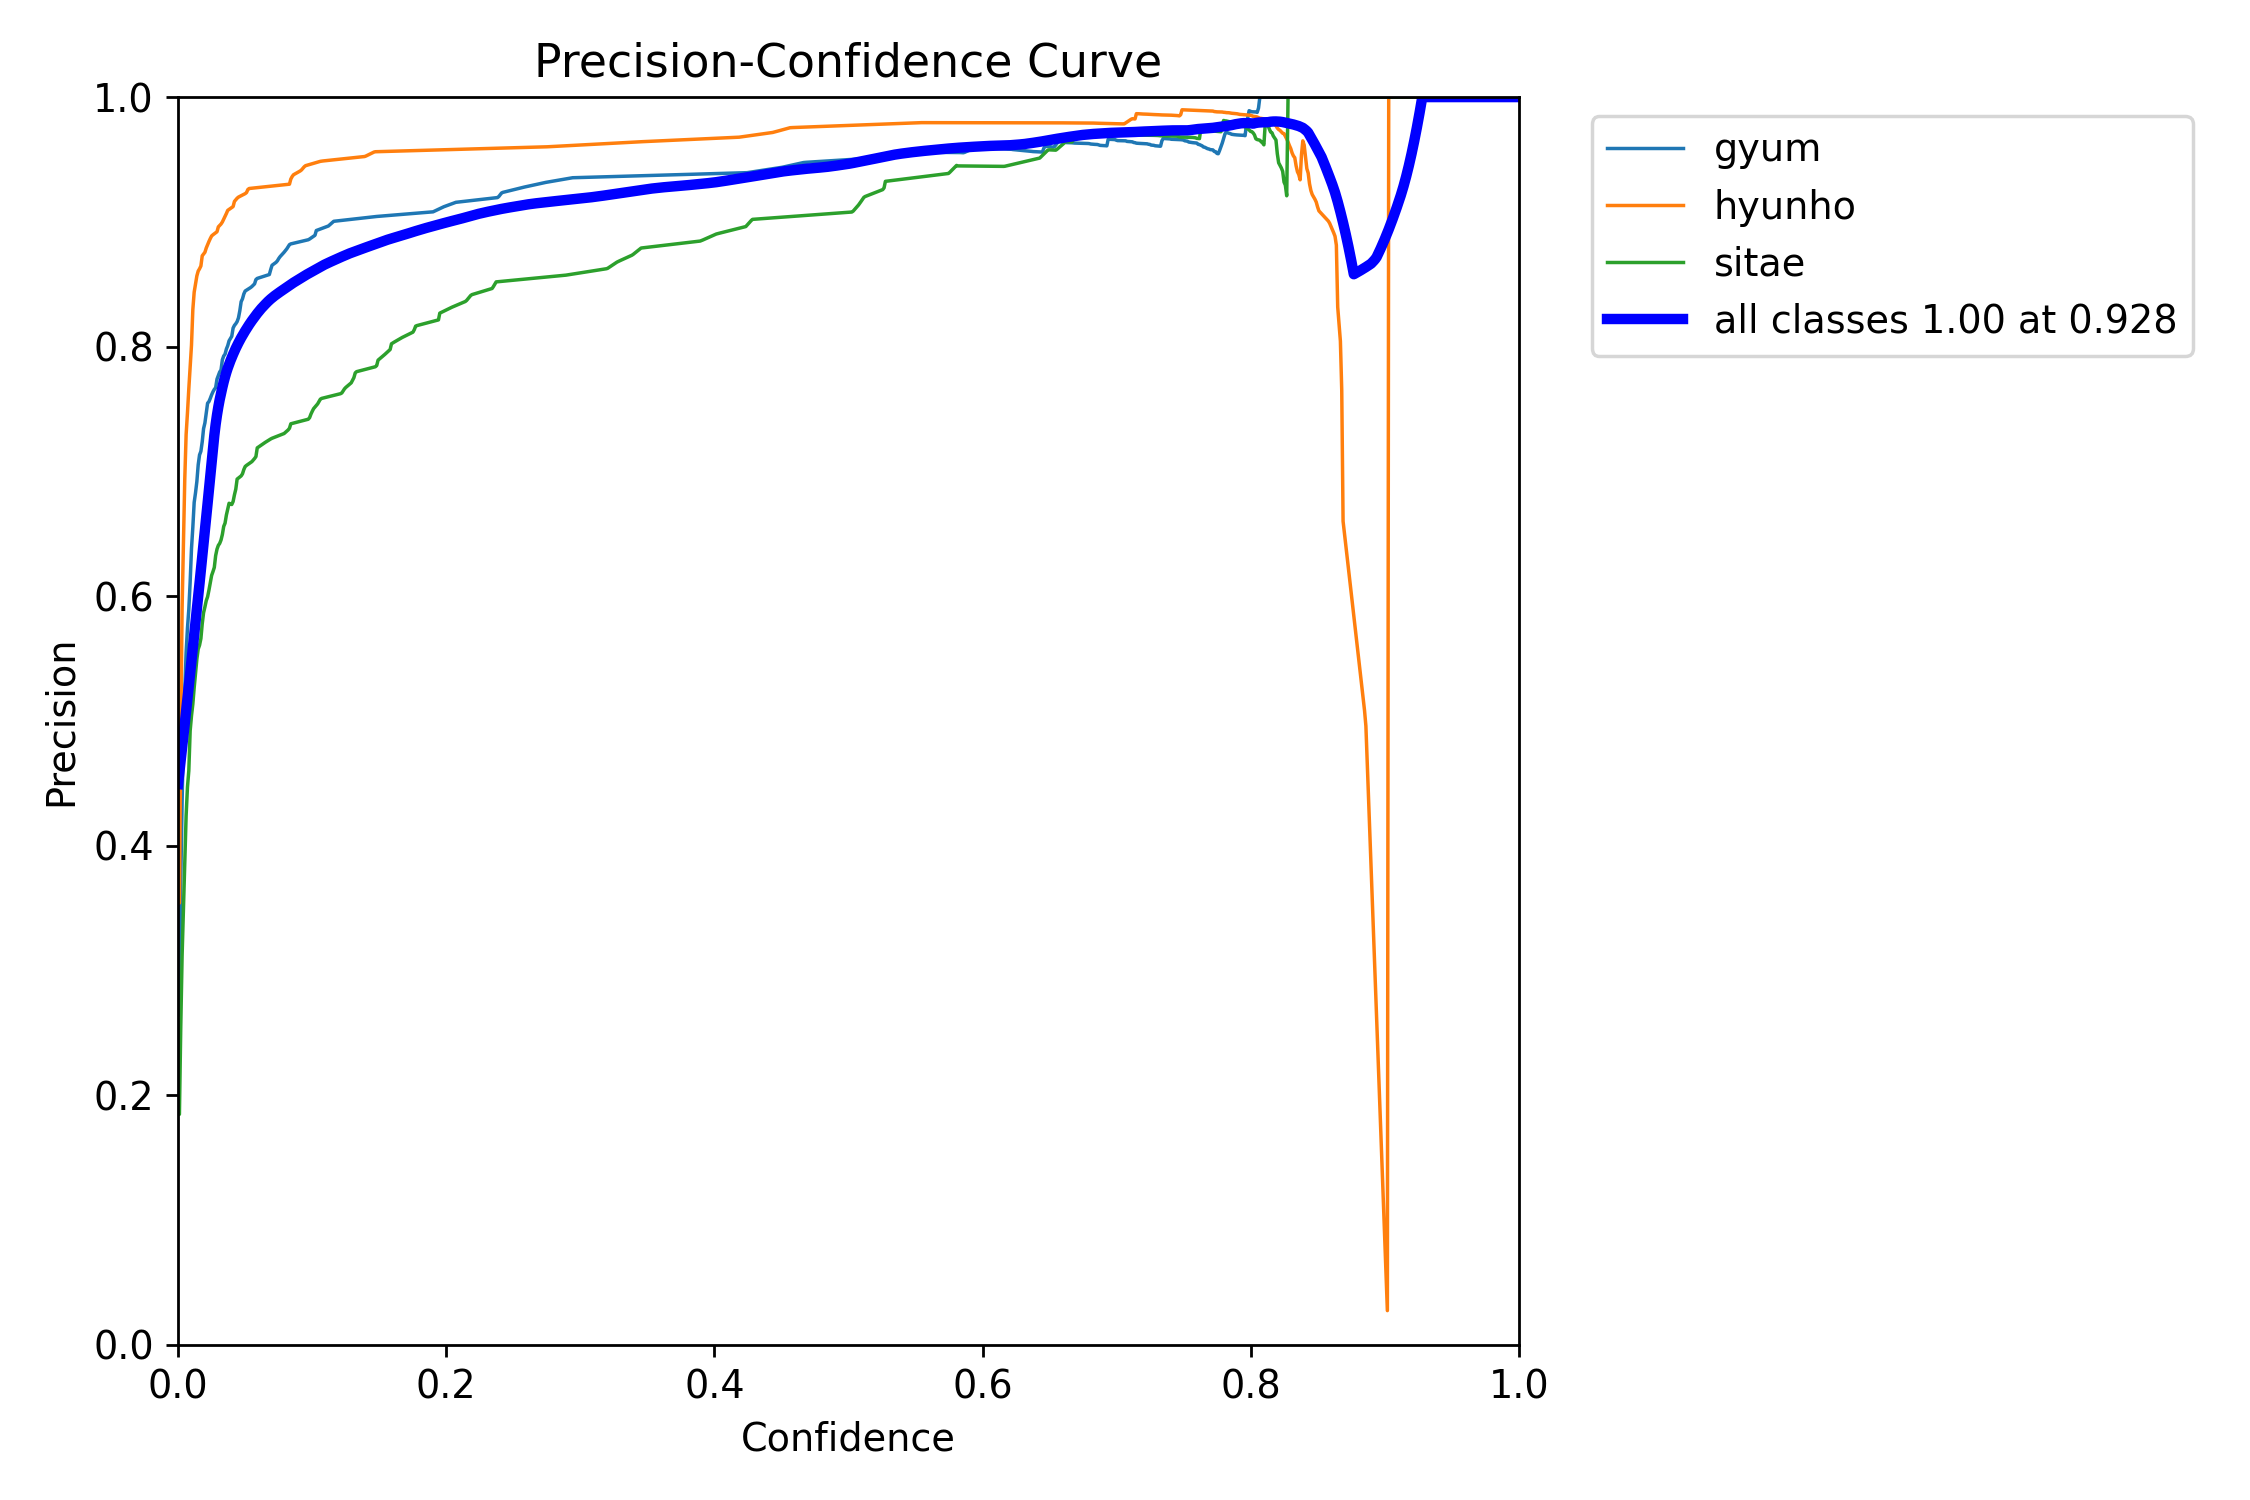 Precision-Confidence Curve
1.0
0.8
0.6
0.4
0.2
0.0
Precision
0.0 0.2 0.4 0.6 0.8 1.0
Confidence
gyum
hyunho
sitae
all classes 1.00 at 0.928